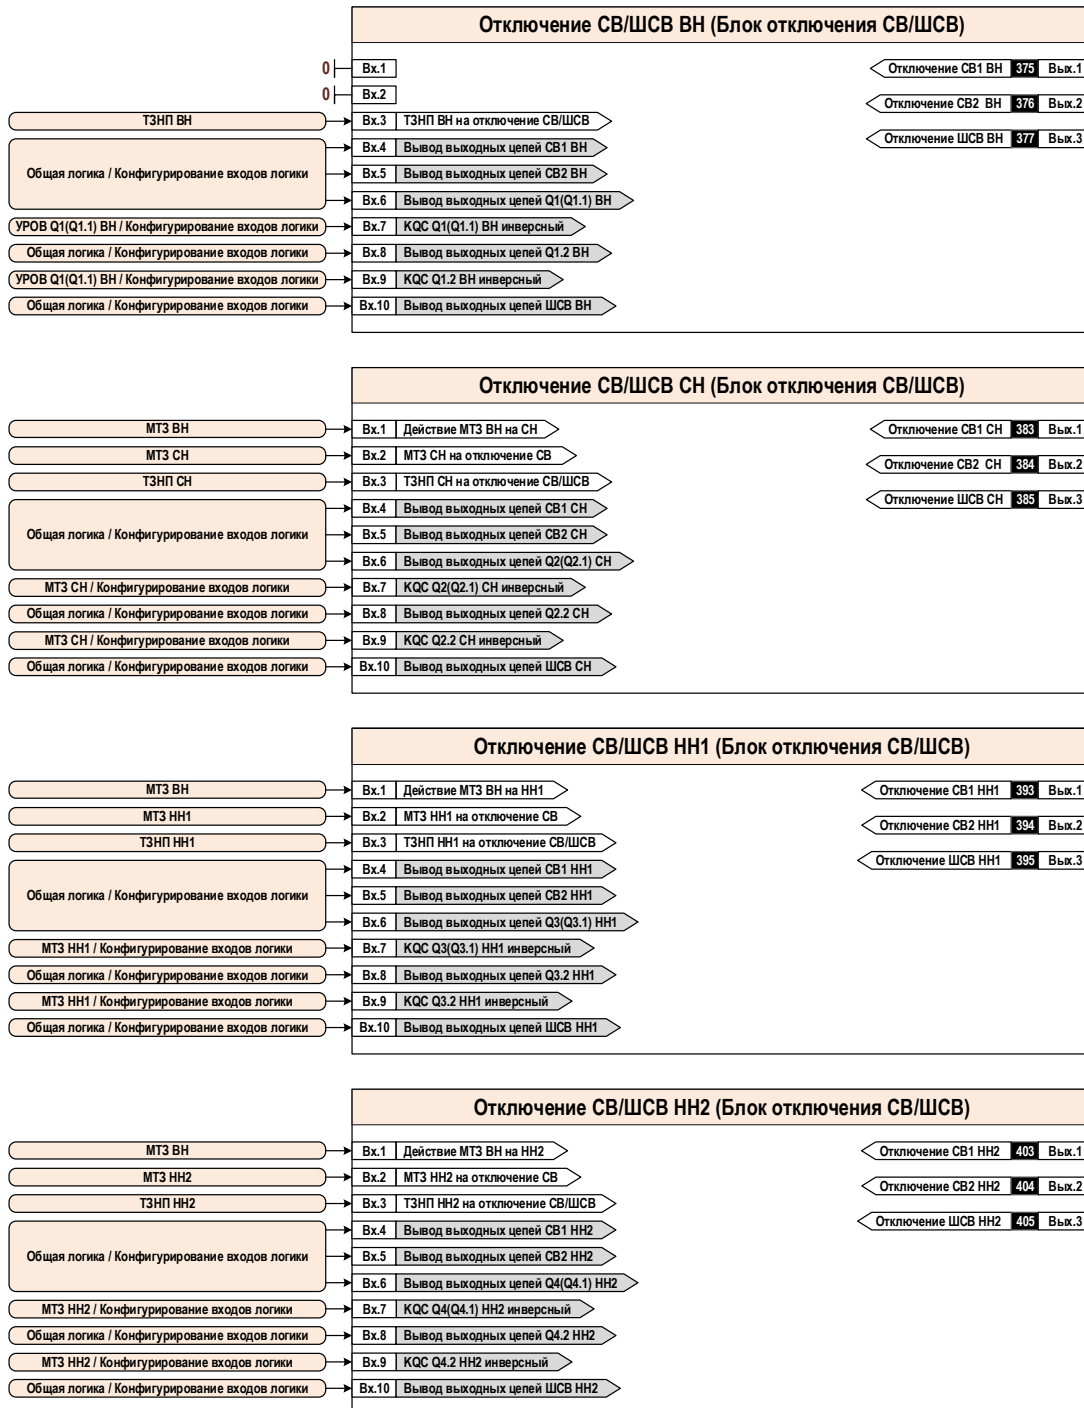 Отключение СВ/ШСВ ВН (Блок отключения СВ/ШСВ)
0 Вх.1 Отключение СВ1 ВН 375 Вых.1
0 Вх.2 Отключение СВ2 ВН 376 Вых.2
ТЗНП ВН Вх.3 ТЗНП ВН на отключение СВ/ШСВ Отключение ШСВ ВН 377 Вых.3
Вх.4 Вывод выходных цепей СВ1 ВН
Общая логика / Конфигурирование входов логики Вх.5 Вывод выходных цепей СВ2 ВН
Вх.6 Вывод выходных цепей Q1(Q1.1) ВН
УРОВ Q1(Q1.1) ВН / Конфигурирование входов логики Вх.7 KQC Q1(Q1.1) ВН инверсный
Общая логика / Конфигурирование входов логики Вх.8 Вывод выходных цепей Q1.2 ВН
УРОВ Q1(Q1.1) ВН / Конфигурирование входов логики Вх.9 KQC Q1.2 ВН инверсный
Общая логика / Конфигурирование входов логики Вх.10 Вывод выходных цепей ШСВ ВН
Отключение СВ/ШСВ СН (Блок отключения СВ/ШСВ)
МТЗ ВН Вх.1 Действие МТЗ ВН на СН Отключение СВ1 СН 383 Вых.1
МТЗ СН Вх.2 МТЗ СН на отключение СВ Отключение СВ2 СН 384 Вых.2
ТЗНП СН Вх.3 ТЗНП СН на отключение СВ/ШСВ Отключение ШСВ СН 385 Вых.3
Вх.4 Вывод выходных цепей СВ1 СН
Общая логика / Конфигурирование входов логики Вх.5 Вывод выходных цепей СВ2 СН
Вх.6 Вывод выходных цепей Q2(Q2.1) СН
МТЗ СН / Конфигурирование входов логики Вх.7 KQC Q2(Q2.1) СН инверсный
Общая логика / Конфигурирование входов логики Вх.8 Вывод выходных цепей Q2.2 СН
МТЗ СН / Конфигурирование входов логики Вх.9 KQC Q2.2 СН инверсный
Общая логика / Конфигурирование входов логики Вх.10 Вывод выходных цепей ШСВ СН
Отключение СВ/ШСВ НН1 (Блок отключения СВ/ШСВ)
МТЗ ВН Вх.1 Действие МТЗ ВН на НН1 Отключение СВ1 НН1 393 Вых.1
МТЗ НН1 Вх.2 МТЗ НН1 на отключение СВ Отключение СВ2 НН1 394 Вых.2
ТЗНП НН1 Вх.3 ТЗНП НН1 на отключение СВ/ШСВ Отключение ШСВ НН1 395 Вых.3
Вх.4 Вывод выходных цепей СВ1 НН1
Общая логика / Конфигурирование входов логики Вх.5 Вывод выходных цепей СВ2 НН1
Вх.6 Вывод выходных цепей Q3(Q3.1) НН1
МТЗ НН1 / Конфигурирование входов логики Вх.7 KQC Q3(Q3.1) НН1 инверсный
Общая логика / Конфигурирование входов логики Вх.8 Вывод выходных цепей Q3.2 НН1
МТЗ НН1 / Конфигурирование входов логики Вх.9 KQC Q3.2 НН1 инверсный
Общая логика / Конфигурирование входов логики Вх.10 Вывод выходных цепей ШСВ НН1
Отключение СВ/ШСВ НН2 (Блок отключения СВ/ШСВ)
МТЗ ВН Вх.1 Действие МТЗ ВН на НН2 Отключение СВ1 НН2 403 Вых.1
МТЗ НН2 Вх.2 МТЗ НН2 на отключение СВ Отключение СВ2 НН2 404 Вых.2
ТЗНП НН2 Вх.3 ТЗНП НН2 на отключение СВ/ШСВ Отключение ШСВ НН2 405 Вых.3
Вх.4 Вывод выходных цепей СВ1 НН2
Общая логика / Конфигурирование входов логики Вх.5 Вывод выходных цепей СВ2 НН2
Вх.6 Вывод выходных цепей Q4(Q4.1) НН2
МТЗ НН2 / Конфигурирование входов логики Вх.7 KQC Q4(Q4.1) НН2 инверсный
Общая логика / Конфигурирование входов логики Вх.8 Вывод выходных цепей Q4.2 НН2
МТЗ НН2 / Конфигурирование входов логики Вх.9 KQC Q4.2 НН2 инверсный
Общая логика / Конфигурирование входов логики Вх.10 Вывод выходных цепей ШСВ НН2